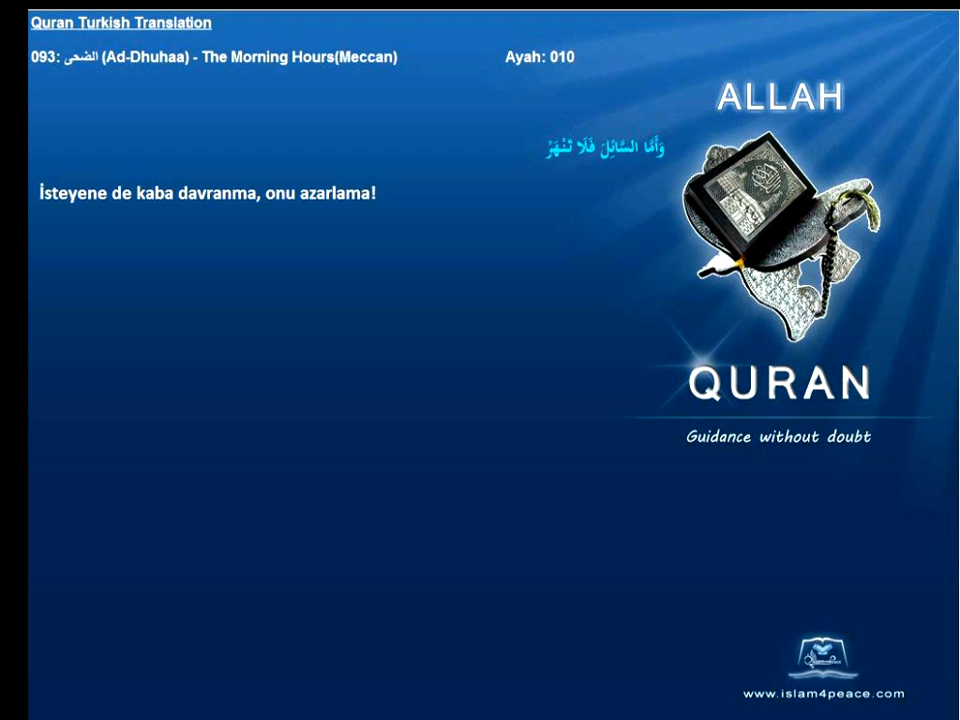 Quran Turkish Translation
093: الضحى (Ad-Dhuhaa) - The Morning Hours(Meccan) Ayah: 010
ALLAH
وَأَمَّا السَّائِلَ فَلَا تَنْهَرْ
İsteyene de kaba davranma, onu azarlama!
QURAN
Guidance without doubt
www.islam4peace.com